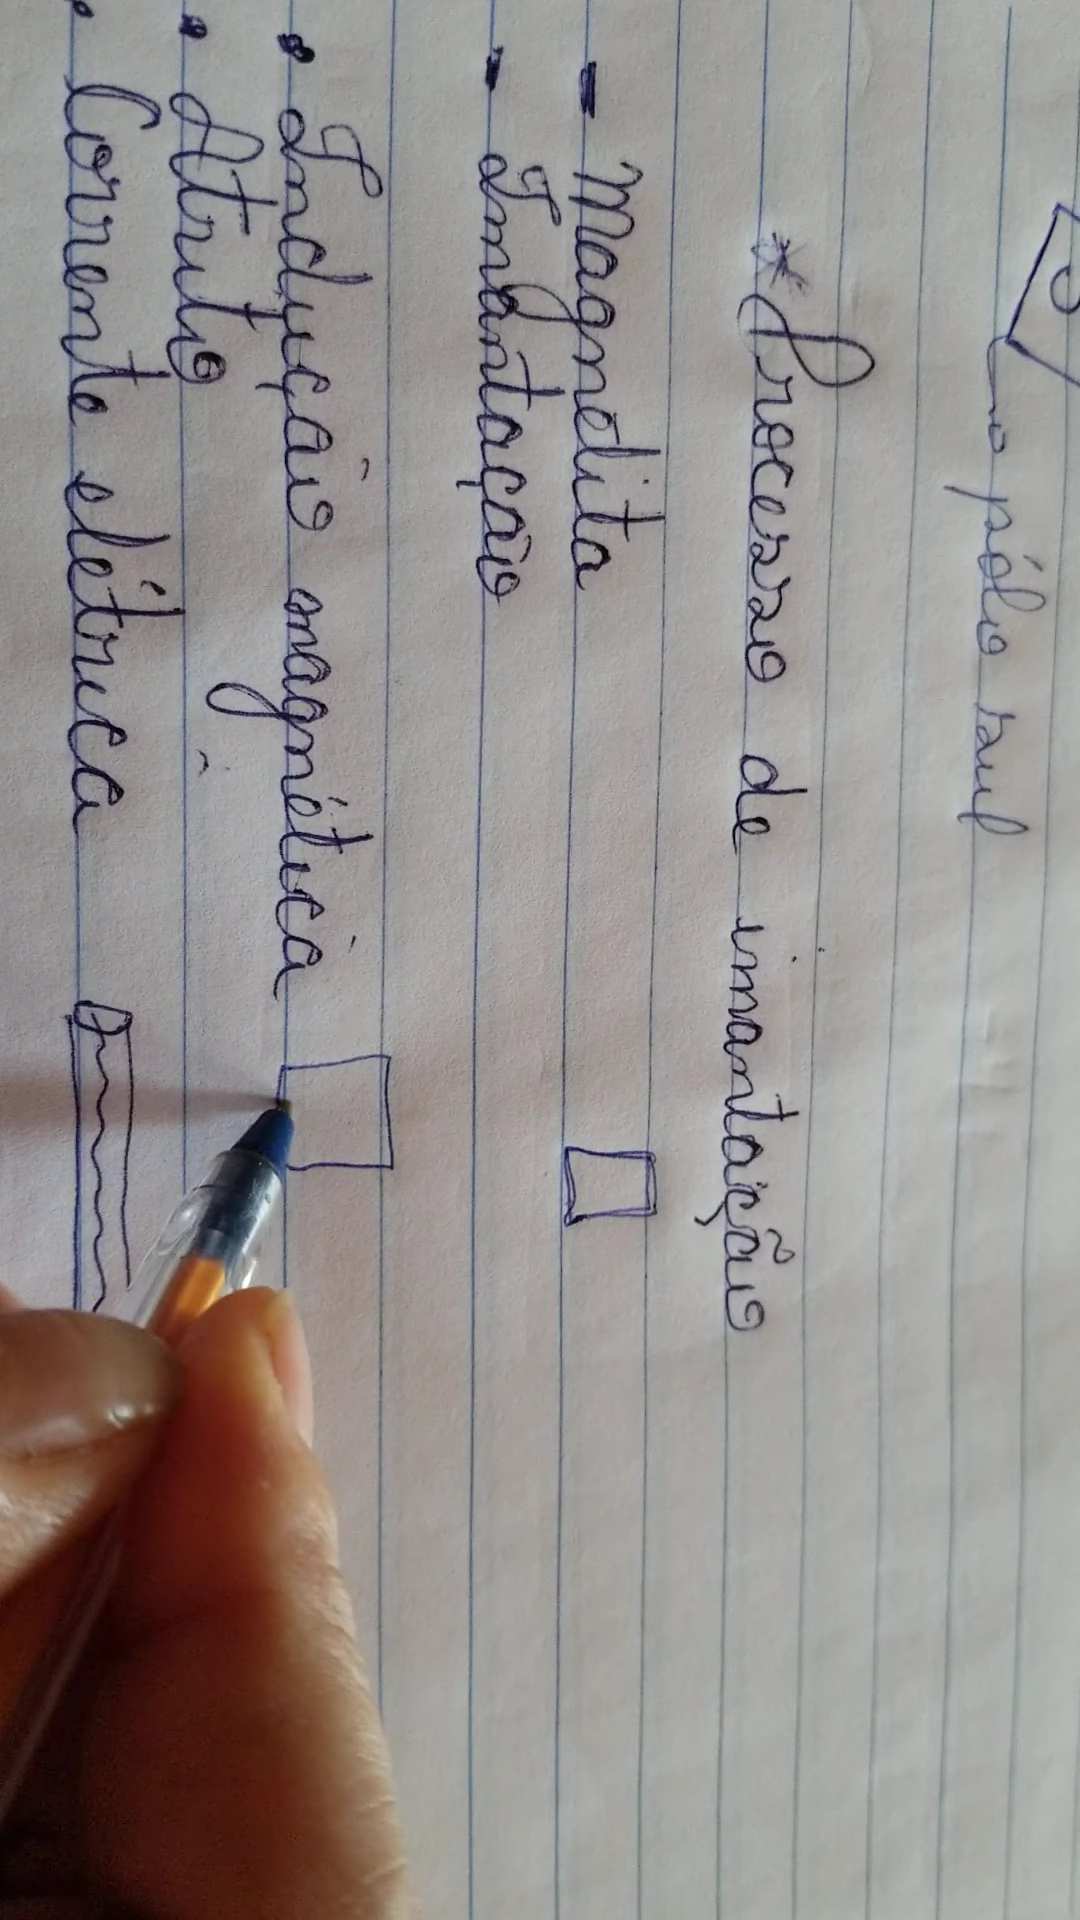 pólo sul
* Processo de imantação
- Magnetita
- Imantação
• Indução magnética
• Atrito
• Corrente elétrica